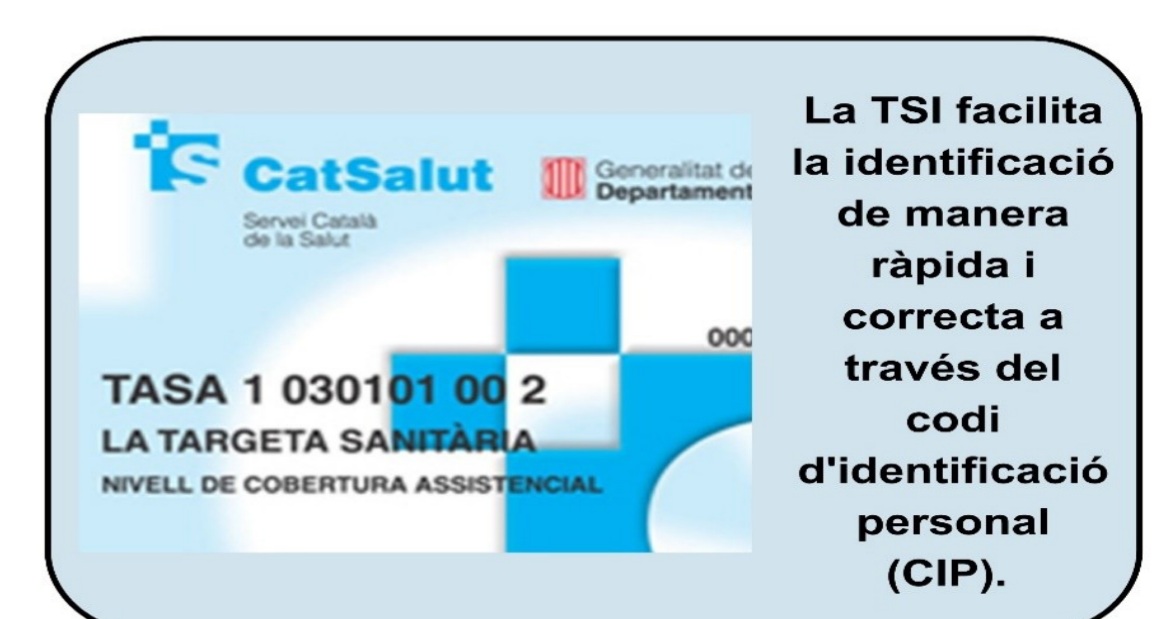 CatSalut
Servei Català
de la Salut
Generalitat de
Departament
000
TASA 1 030101 00 2
LA TARGETA SANITÀRIA
NIVELL DE COBERTURA ASSISTENCIAL
La TSI facilita
la identificació
de manera
ràpida i
correcta a
través del
codi
d'identificació
personal
(CIP).